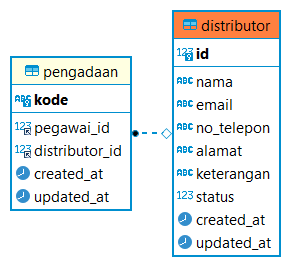 pengadaan
kode
pegawai_id
distributor_id
created_at
updated_at
distributor
id
nama
email
no_telepon
alamat
keterangan
status
created_at
updated_at